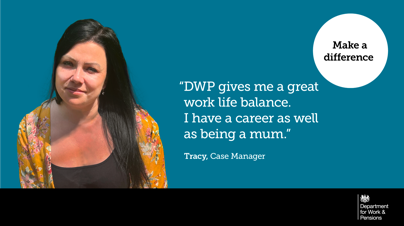 Make a
difference
“DWP gives me a great
work life balance.
I have a career as well
as being a mum.”
Tracy, Case Manager
Department
for Work &
Pensions